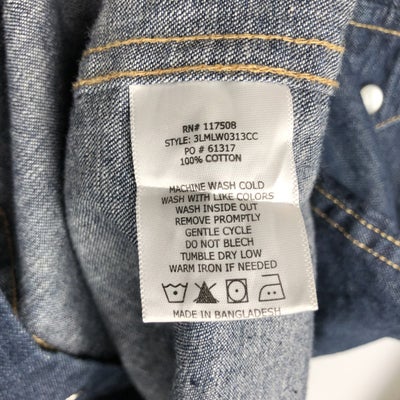 RN# 117508
STYLE: 3LMLW0313CC
PO # 61317
100% COTTON
MACHINE WASH COLD
WASH WITH LIKE COLORS
WASH INSIDE OUT
REMOVE PROMPTLY
GENTLE CYCLE
DO NOT BLECH
TUMBLE DRY LOW
WARM IRON IF NEEDED
MADE IN BANGLADESH